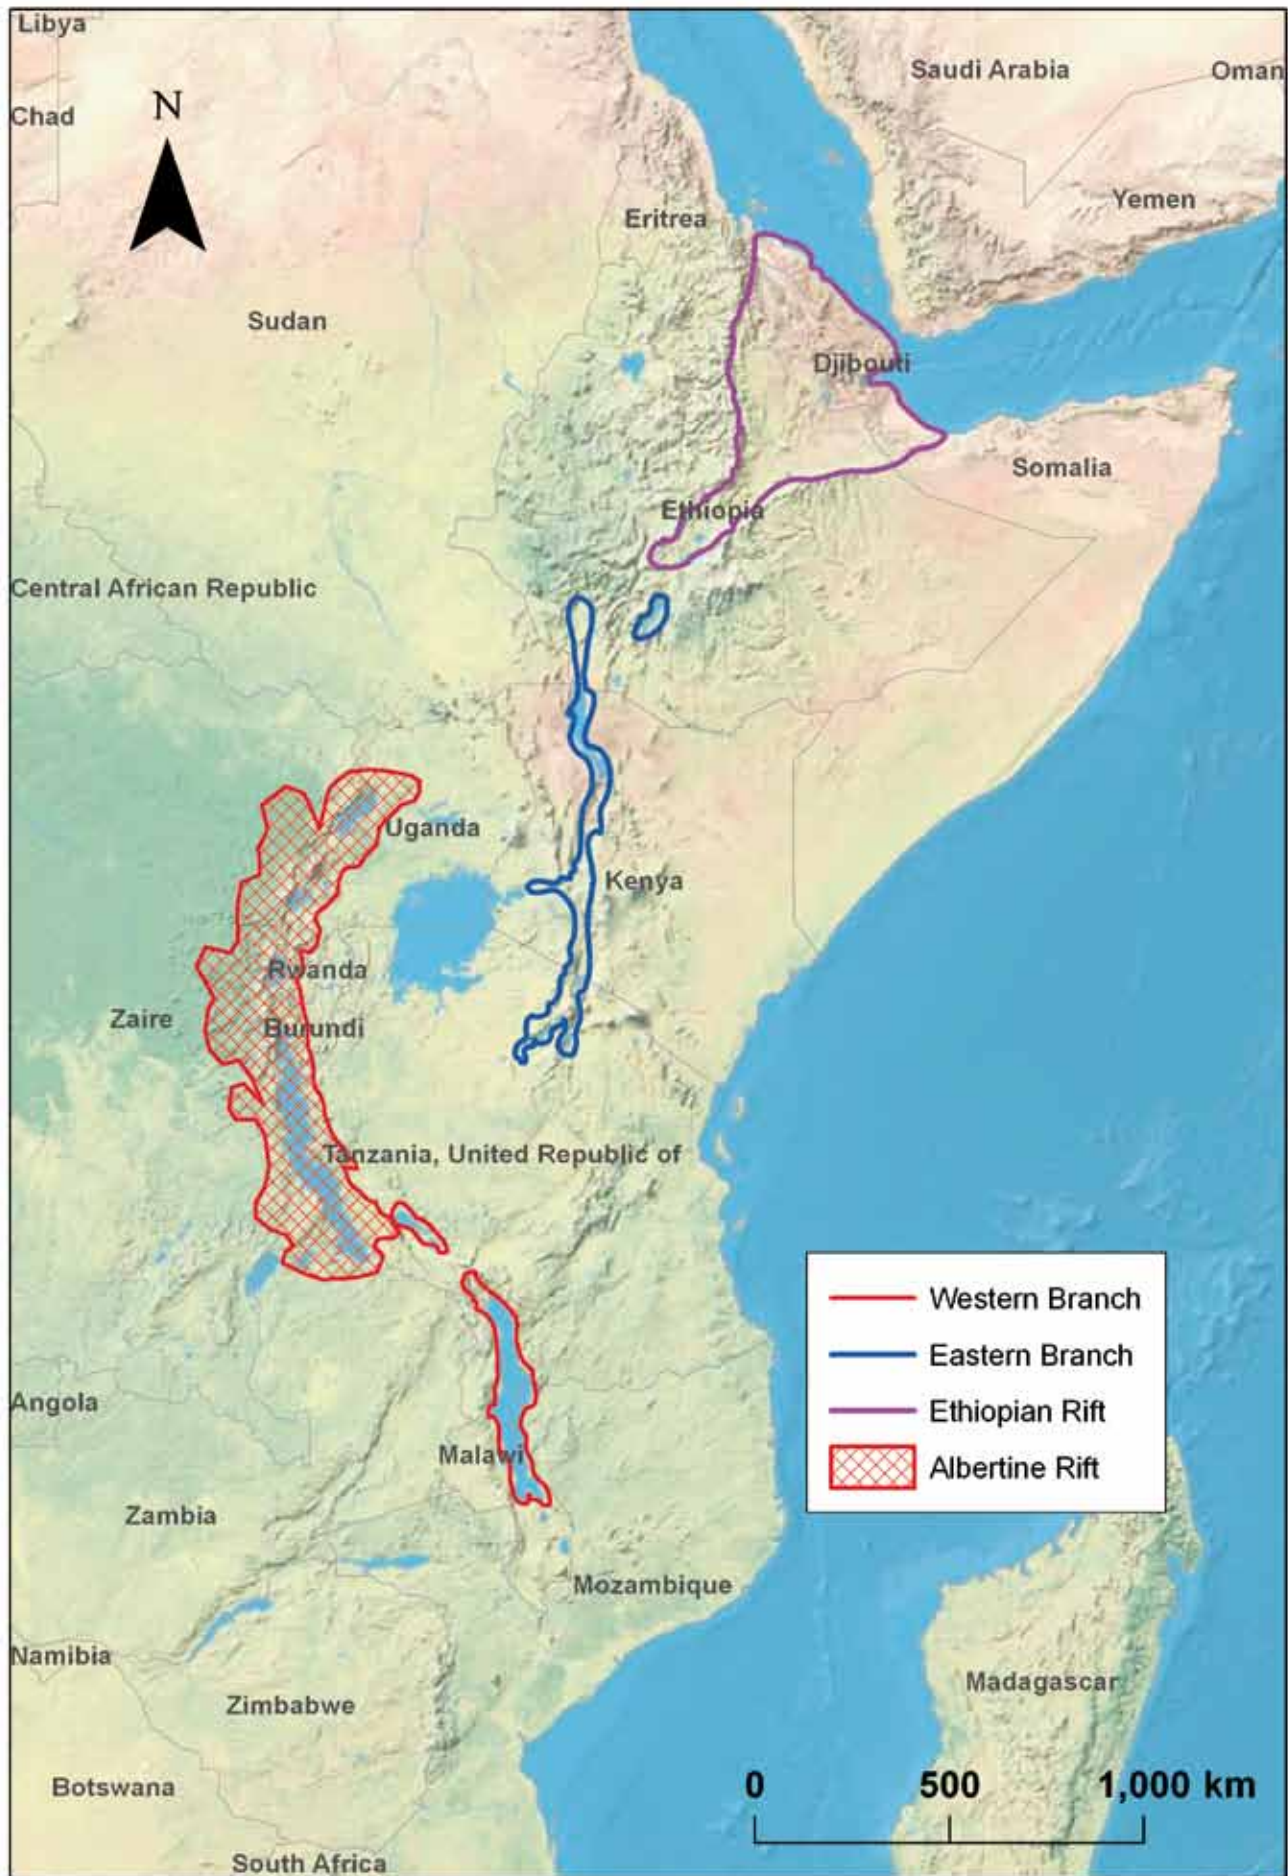 Libya
Saudi Arabia
Oman
N
Chad
Yemen
Eritrea
Sudan
Djibouti
Somalia
Ethiopia
Central African Republic
Uganda
Kenya
Rwanda
Zaire
Burundi
Tanzania, United Republic of
Western Branch
Eastern Branch
Ethiopian Rift
Albertine Rift
Angola
Malawi
Zambia
Mozambique
Namibia
Madagascar
Zimbabwe
Botswana
0 500 1,000 km
South Africa